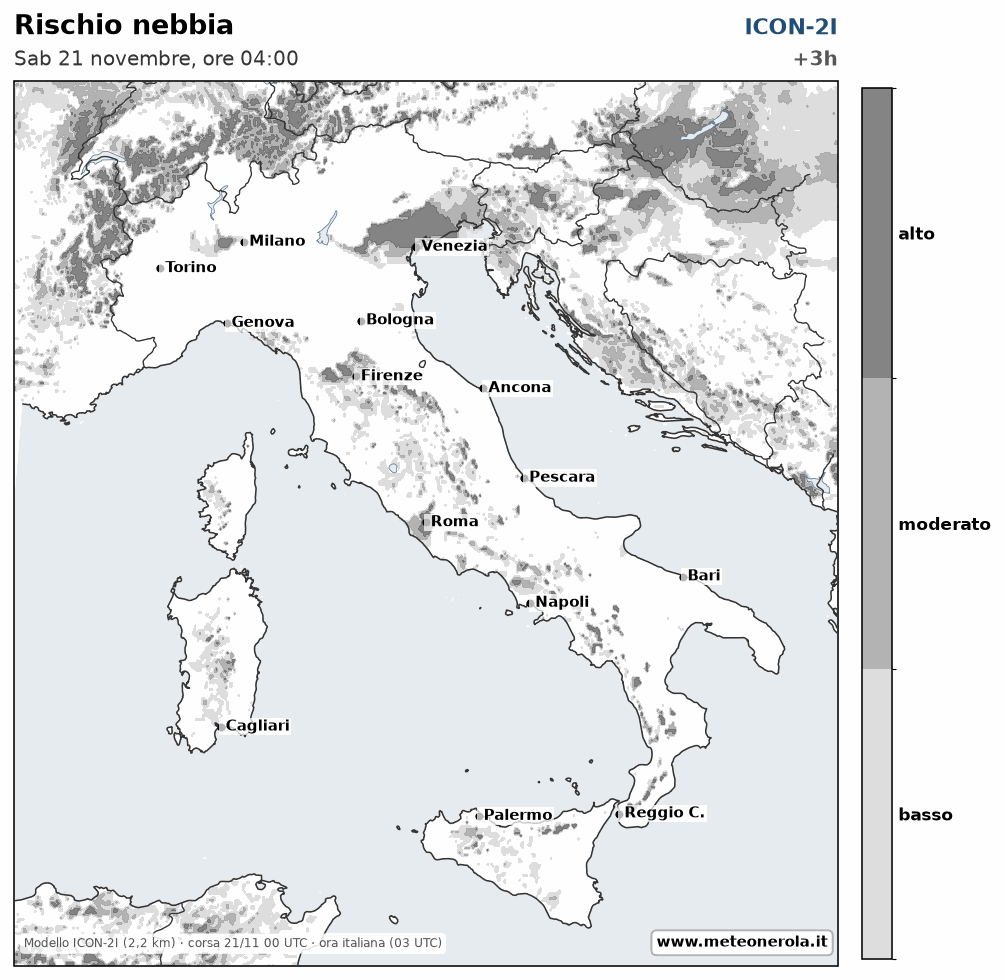 Rischio nebbia
ICON-2I
Sab 21 novembre, ore 04:00
+3h
alto
Milano
Venezia
Torino
Genova
Bologna
Firenze
Ancona
Pescara
Roma
moderato
Bari
Napoli
Cagliari
Palermo
Reggio C.
basso
Modello ICON-2I (2,2 km) · corsa 21/11 00 UTC · ora italiana (03 UTC)
www.meteonerola.it